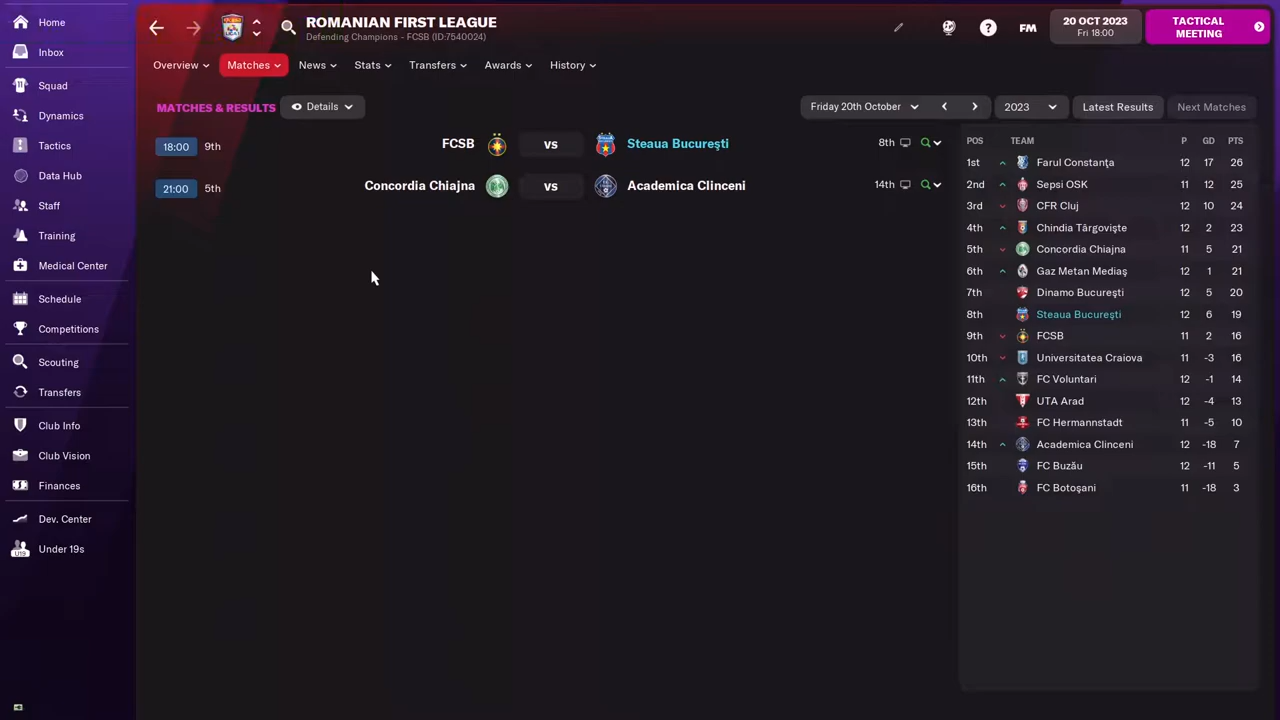 Home
Inbox
Squad
Dynamics
Tactics
Data Hub
Staff
Training
Medical Center
Schedule
Competitions
Scouting
Transfers
Club Info
Club Vision
Finances
Dev. Center
Under 19s
U19
ROMANIAN FIRST LEAGUE
Defending Champions - FCSB (ID:7540024)
FM
20 OCT 2023
Fri 18:00
TACTICAL
MEETING
Overview Matches News Stats Transfers Awards History
MATCHES & RESULTS
Details
Friday 20th October
2023
Latest Results
Next Matches
18:00 9th FCSB vs Steaua Bucureşti 8th
21:00 5th Concordia Chiajna vs Academica Clinceni 14th
POS TEAM P GD PTS
1st Farul Constanţa 12 17 26
2nd Sepsi OSK 11 12 25
3rd CFR Cluj 12 10 24
4th Chindia Târgovişte 12 2 23
5th Concordia Chiajna 11 5 21
6th Gaz Metan Mediaş 12 1 21
7th Dinamo Bucureşti 12 5 20
8th Steaua Bucureşti 12 6 19
9th FCSB 11 2 16
10th Universitatea Craiova 11 -3 16
11th FC Voluntari 12 -1 14
12th UTA Arad 12 -4 13
13th FC Hermannstadt 11 -5 10
14th Academica Clinceni 12 -18 7
15th FC Buzău 12 -11 5
16th FC Botoşani 11 -18 3